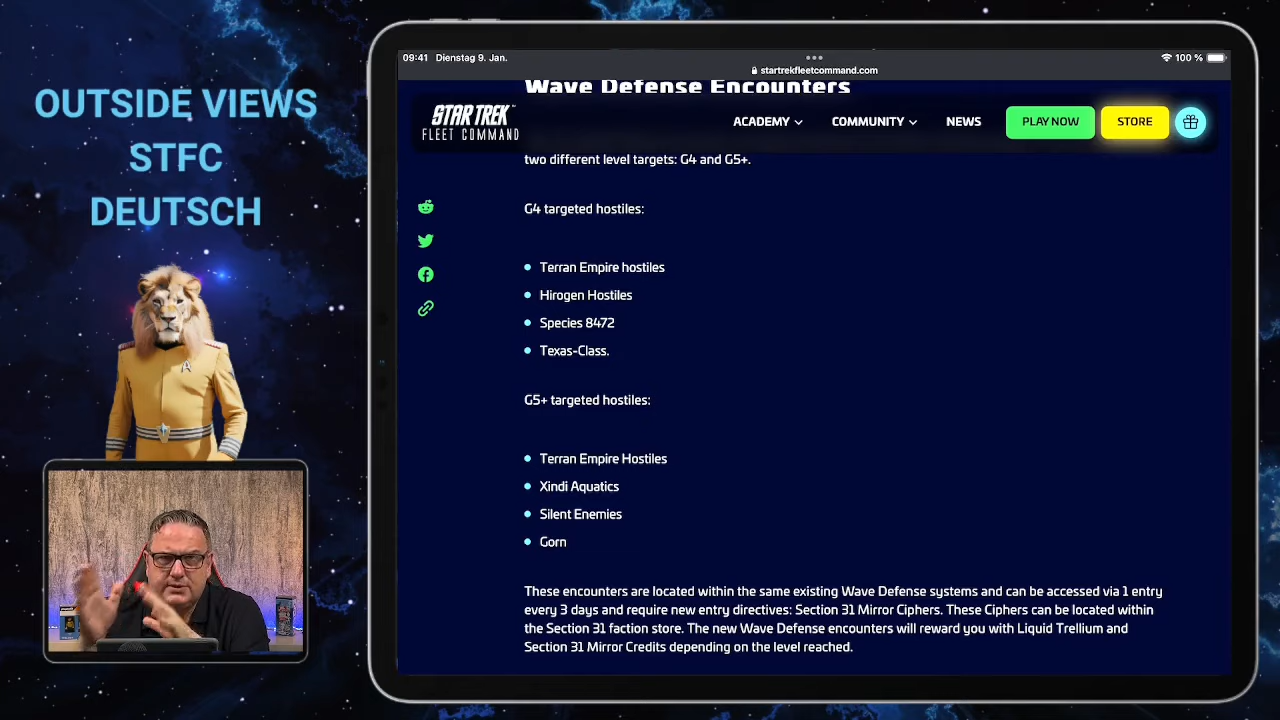 OUTSIDE VIEWS
STFC
DEUTSCH
09:41 Dienstag 9. Jan.
100 %
startrekfleetcommand.com
Wave Defense Encounters
STAR TREK
FLEET COMMAND
ACADEMY
COMMUNITY
NEWS
PLAY NOW
STORE
two different level targets: G4 and G5+.
G4 targeted hostiles:
Terran Empire hostiles
Hirogen Hostiles
Species 8472
Texas-Class.
G5+ targeted hostiles:
Terran Empire Hostiles
Xindi Aquatics
Silent Enemies
Gorn
These encounters are located within the same existing Wave Defense systems and can be accessed via 1 entry
every 3 days and require new entry directives: Section 31 Mirror Ciphers. These Ciphers can be located within
the Section 31 faction store. The new Wave Defense encounters will reward you with Liquid Trellium and
Section 31 Mirror Credits depending on the level reached.